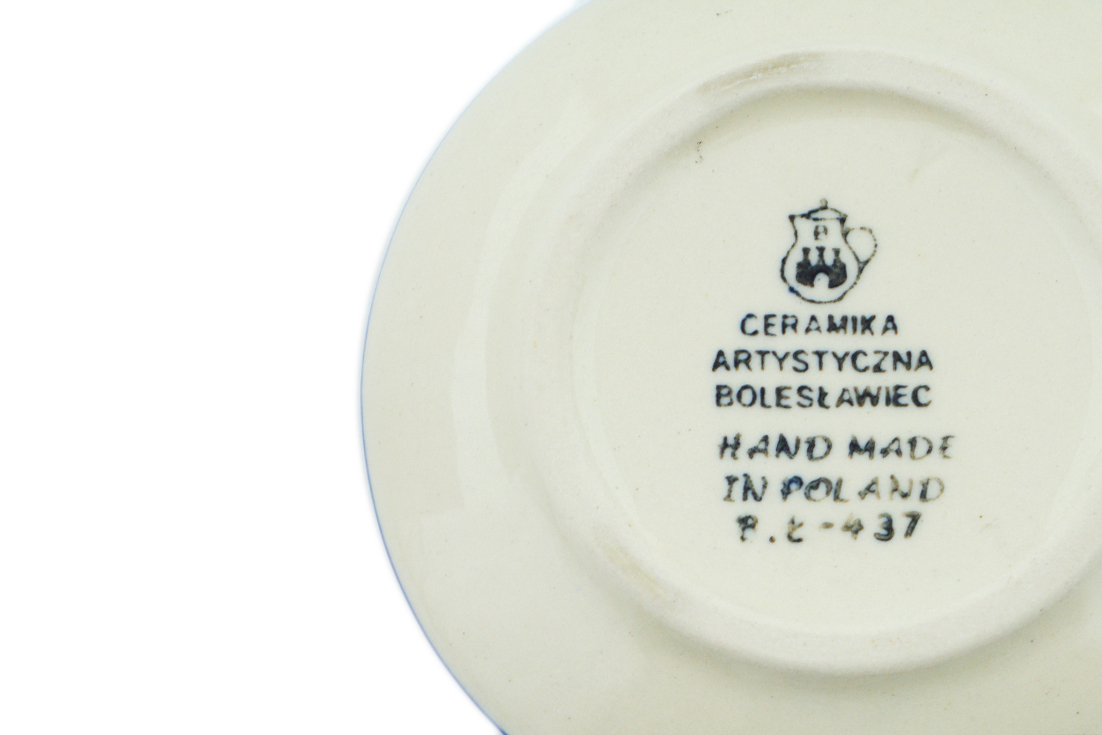 B
CERAMIKA
ARTYSTYCZNA
BOLESŁAWIEC
HAND MADE
IN POLAND
P.Ł-437